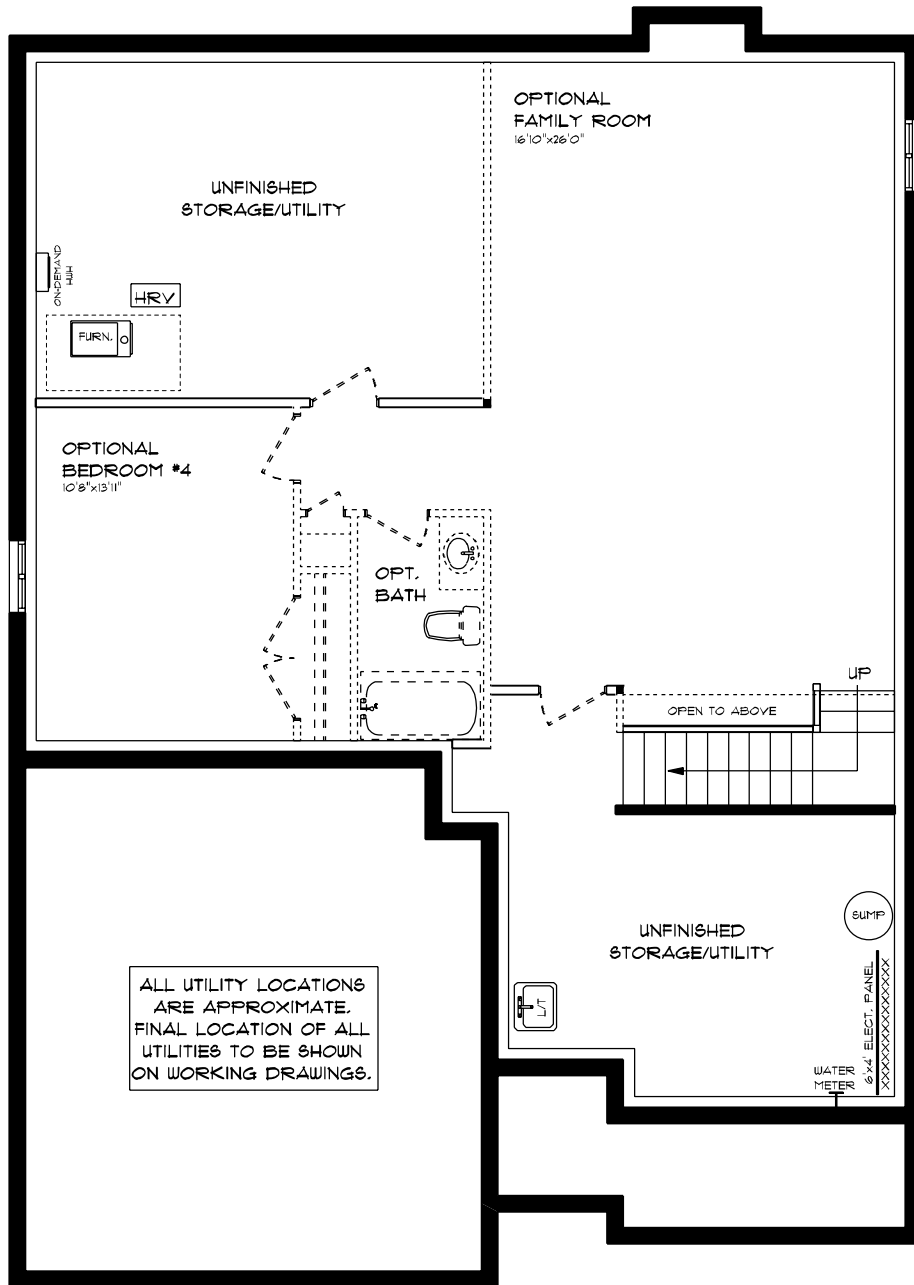 OPTIONAL
FAMILY ROOM
16'10"x26'0"
UNFINISHED
STORAGE/UTILITY
ON-DEMAND
HWH
HRV
FURN.
OPTIONAL
BEDROOM #4
10'8"x13'11"
OPT.
BATH
UP
OPEN TO ABOVE
SUMP
UNFINISHED
STORAGE/UTILITY
L/T
6'x4' ELECT. PANEL
XXXXXXXXXXXXXXX
WATER
METER
ALL UTILITY LOCATIONS
ARE APPROXIMATE.
FINAL LOCATION OF ALL
UTILITIES TO BE SHOWN
ON WORKING DRAWINGS.